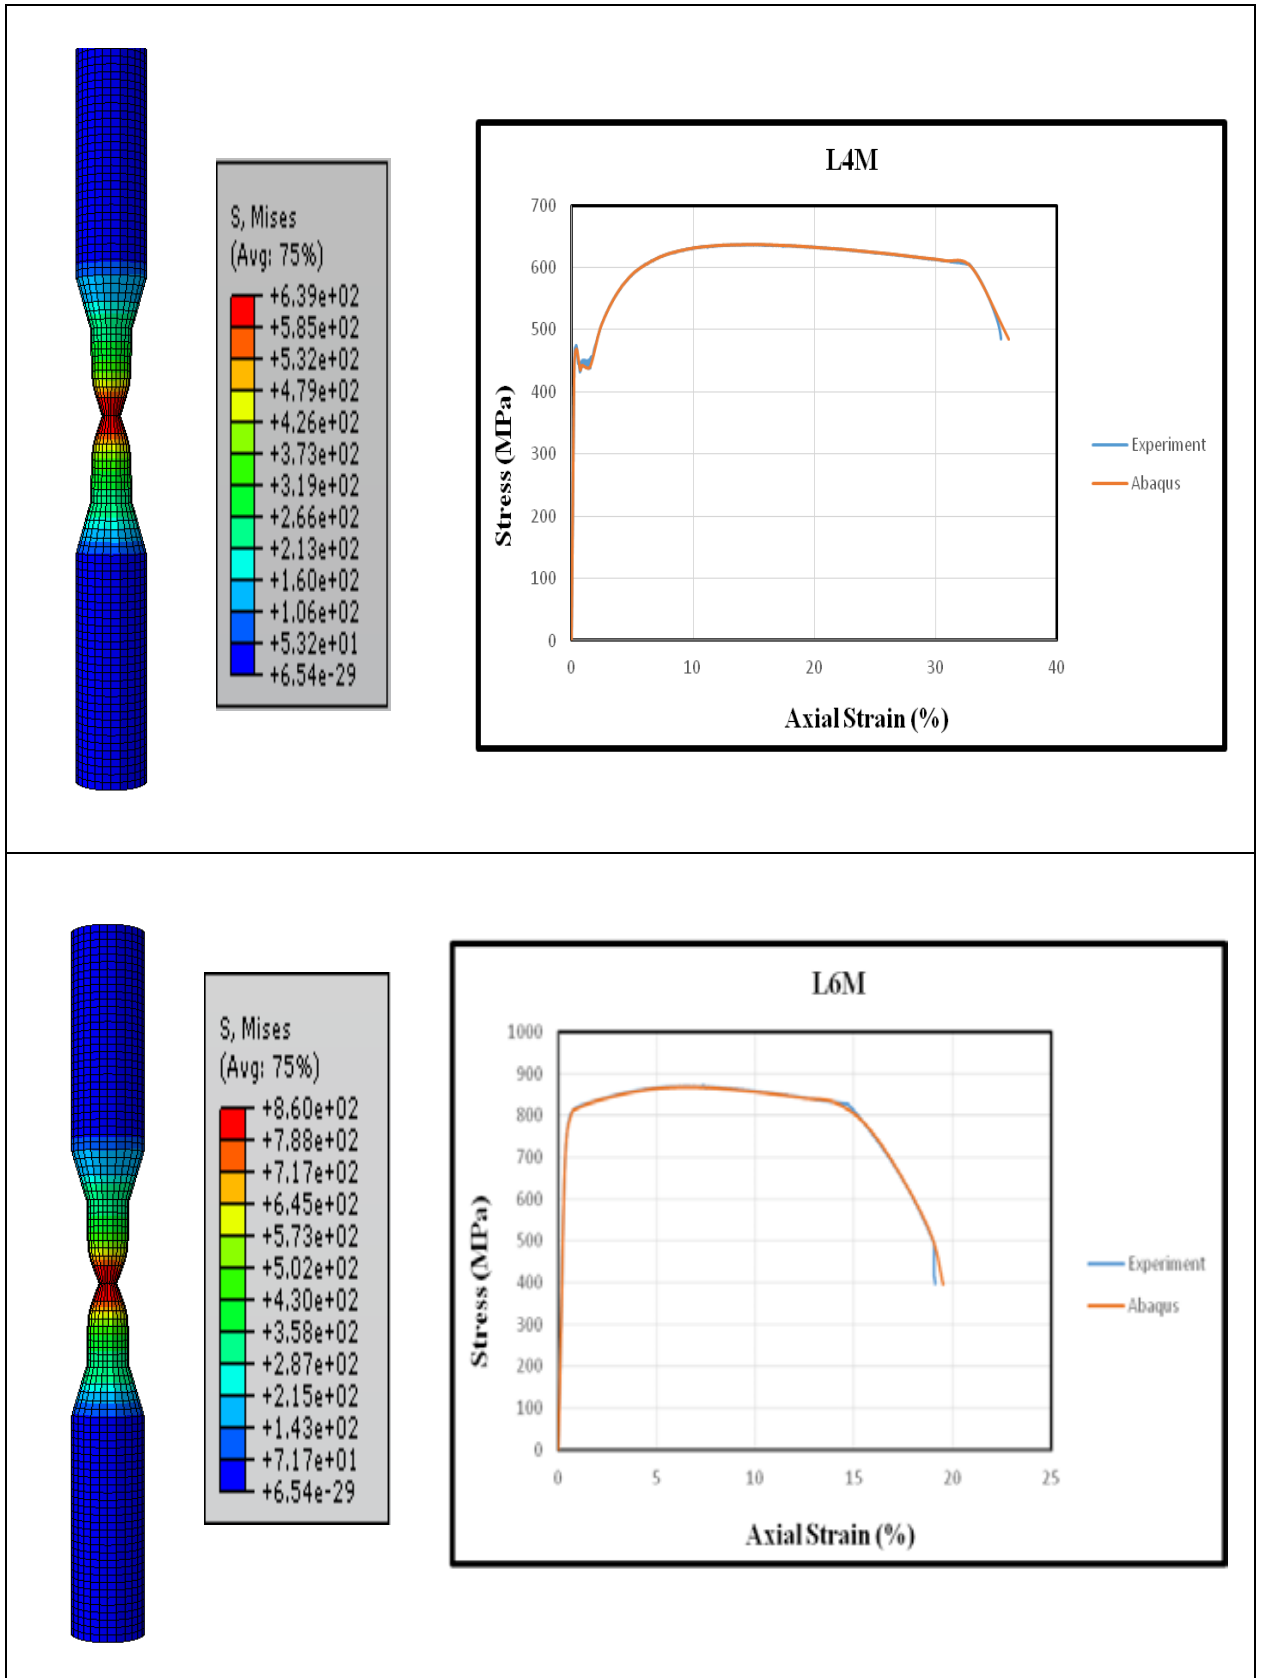 S, Mises
(Avg: 75%)
+6.39e+02
+5.85e+02
+5.32e+02
+4.79e+02
+4.26e+02
+3.73e+02
+3.19e+02
+2.66e+02
+2.13e+02
+1.60e+02
+1.06e+02
+5.32e+01
+6.54e-29
L4M
700
600
500
400
300
200
100
0
0 10 20 30 40
Stress (MPa)
Axial Strain (%)
Experiment
Abaqus
S, Mises
(Avg: 75%)
+8.60e+02
+7.88e+02
+7.17e+02
+6.45e+02
+5.73e+02
+5.02e+02
+4.30e+02
+3.58e+02
+2.87e+02
+2.15e+02
+1.43e+02
+7.17e+01
+6.54e-29
L6M
1000
900
800
700
600
500
400
300
200
100
0
0 5 10 15 20 25
Stress (MPa)
Axial Strain (%)
Experiment
Abaqus